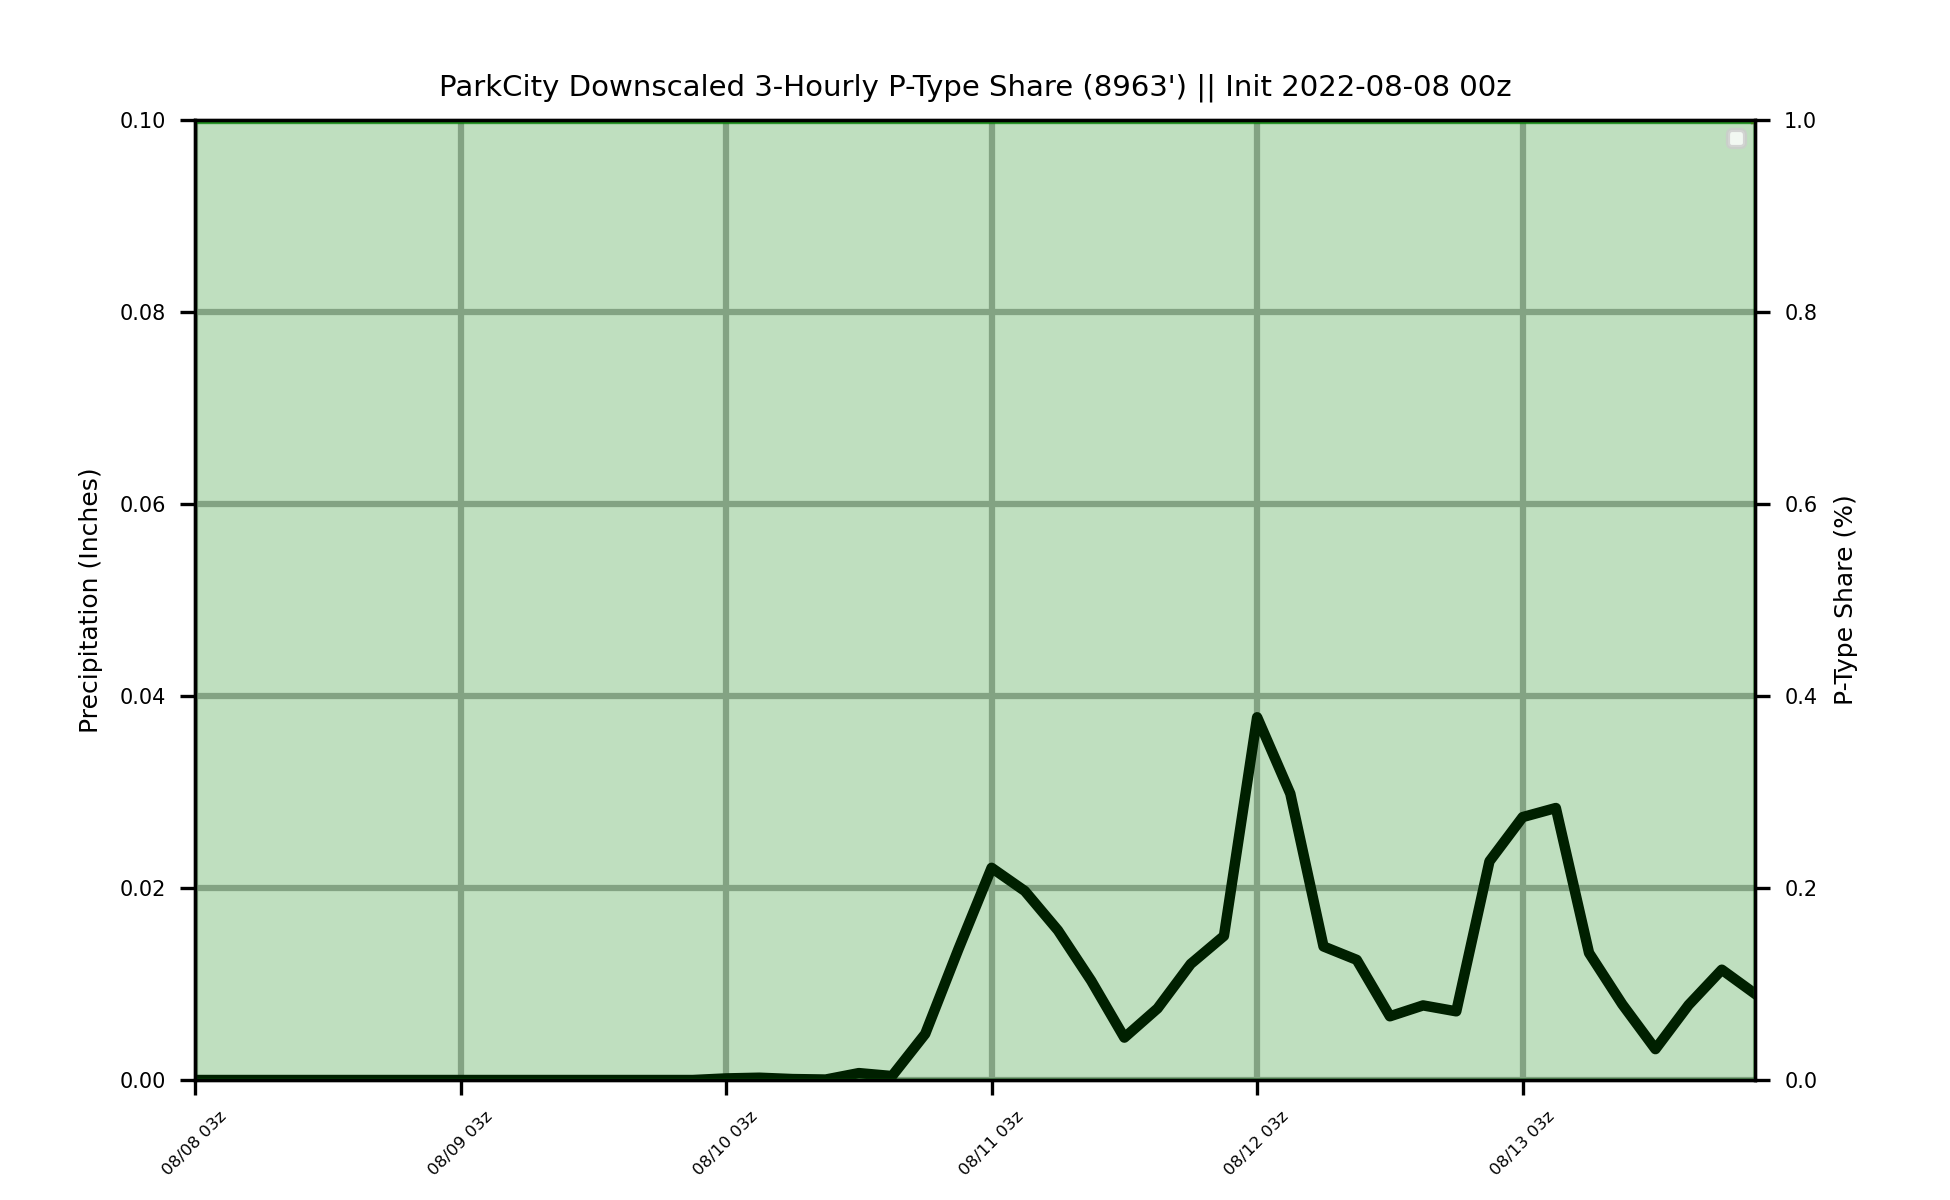 ParkCity Downscaled 3-Hourly P-Type Share (8963') || Init 2022-08-08 00z
0.10
0.08
0.06
0.04
0.02
0.00
Precipitation (Inches)
1.0
0.8
0.6
0.4
0.2
0.0
P-Type Share (%)
08/08 03z
08/09 03z
08/10 03z
08/11 03z
08/12 03z
08/13 03z